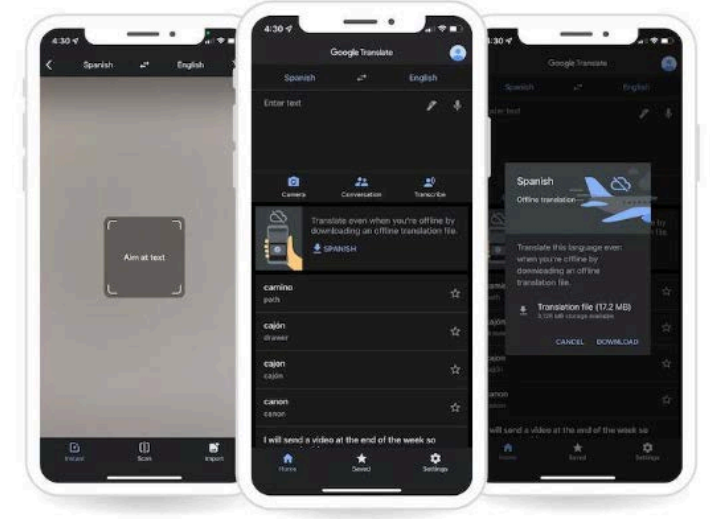 4:30
Spanish
English
Aim at text
Instant
Scan
Import
4:30
Google Translate
Spanish
English
Enter text
Camera
Conversation
Transcribe
Translate even when you're offline by
downloading an offline translation file.
SPANISH
camino
path
cajón
drawer
cajon
cajón
canon
canon
I will send a video at the end of the week so
Home
Saved
Settings
1:30
Google Translate
Spanish
English
text
Spanish
Offline translation
Translate this language even
when you're offline by
downloading an offline
translation file.
Translation file (17.2 MB)
storage available
CANCEL DOWNLOAD
will send a video at the end of the week so
Home
Saved
Settings